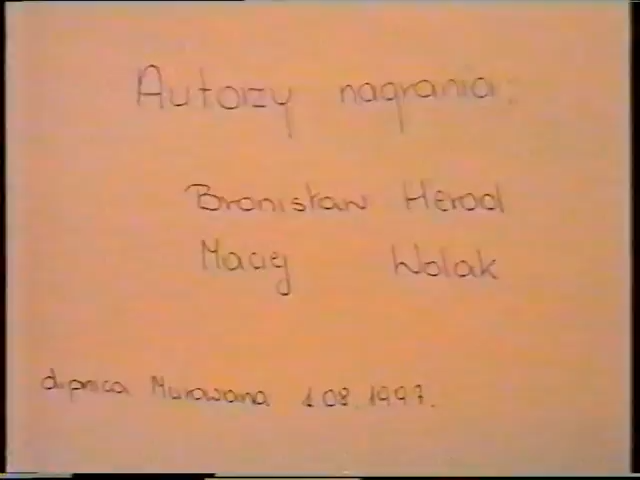 Autorzy nagrania:
Bronisław Herod
Maciej Wolak
Lipnica Murowana 1.08.1997.